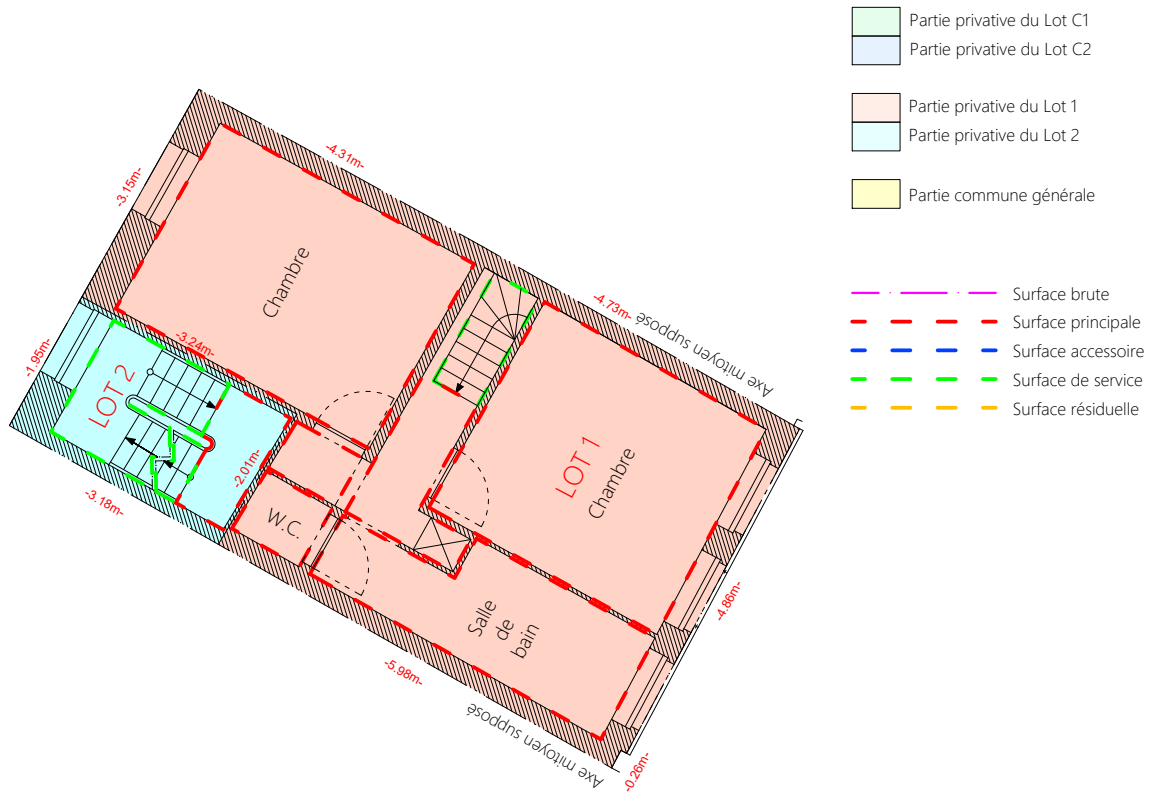 Partie privative du Lot C1
Partie privative du Lot C2
Partie privative du Lot 1
Partie privative du Lot 2
Partie commune générale
Surface brute
Surface principale
Surface accessoire
Surface de service
Surface résiduelle
-4.31m-
-3.15m-
Chambre
-4.73m-
Axe mitoyen supposé
-3.24m-
-1.95m-
LOT 2
-2.01m-
LOT 1
Chambre
-3.18m-
W.C.
-4.86m-
Salle
de
bain
-5.98m-
Axe mitoyen supposé
-0.26m-